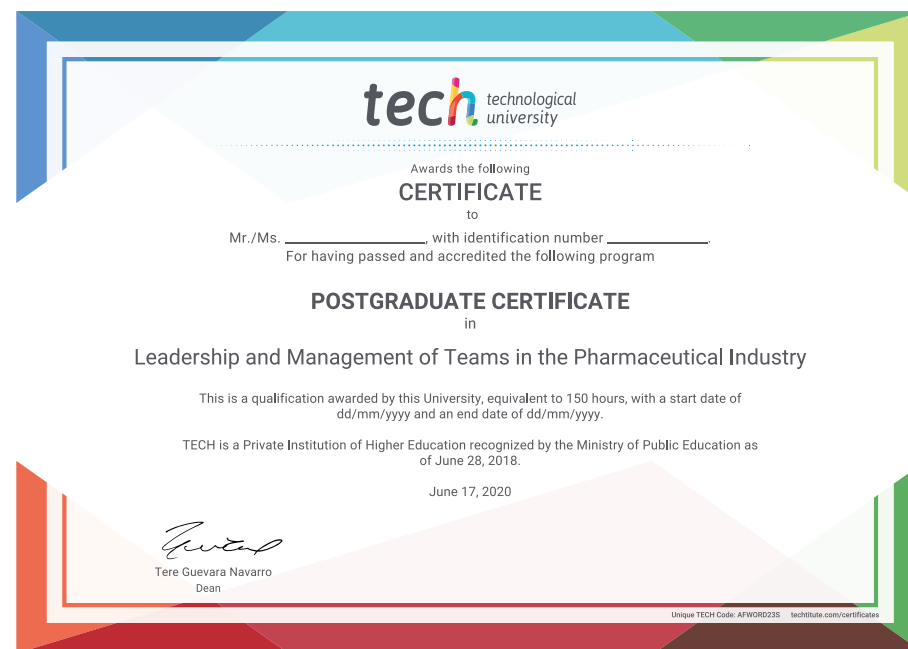 tech technological
university
Awards the following
CERTIFICATE
to
Mr./Ms. ____________________, with identification number ______________.
For having passed and accredited the following program
POSTGRADUATE CERTIFICATE
in
Leadership and Management of Teams in the Pharmaceutical Industry
This is a qualification awarded by this University, equivalent to 150 hours, with a start date of
dd/mm/yyyy and an end date of dd/mm/yyyy.
TECH is a Private Institution of Higher Education recognized by the Ministry of Public Education as
of June 28, 2018.
June 17, 2020
Tere Guevara Navarro
Dean
Unique TECH Code: AFWORD23S techtitute.com/certificates